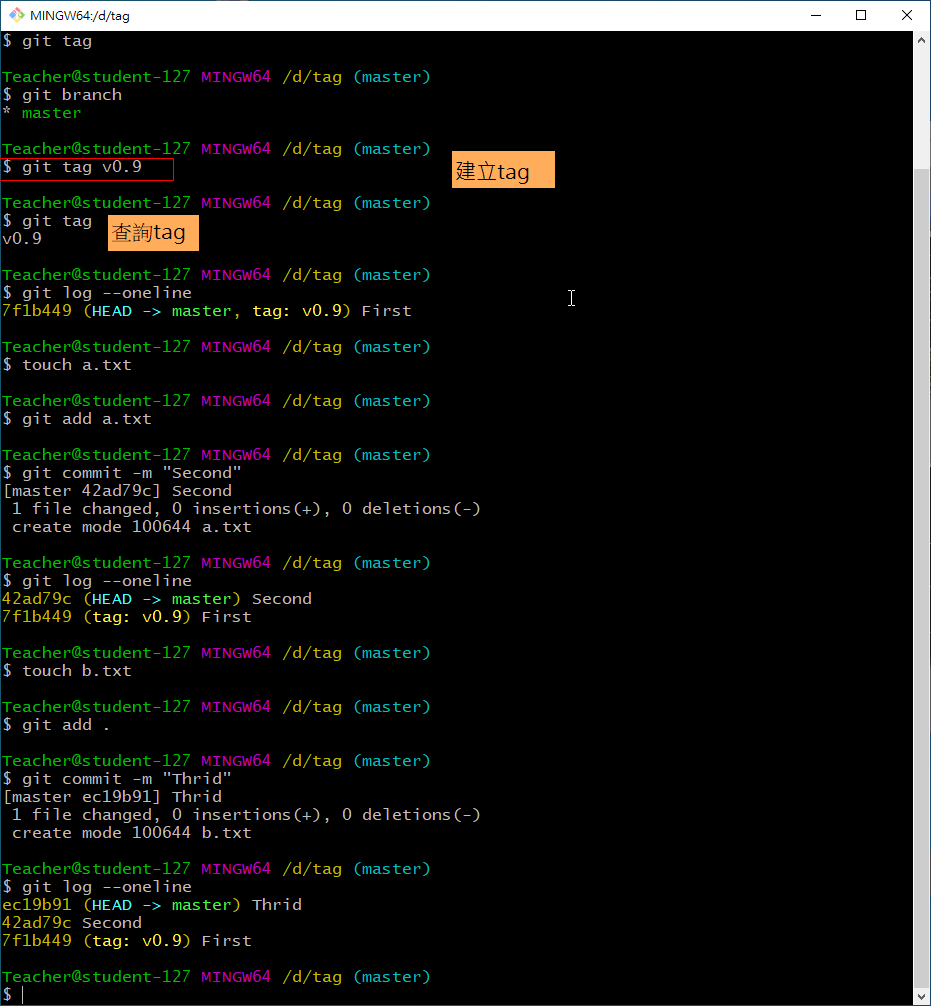 MINGW64:/d/tag
$ git tag
Teacher@student-127 MINGW64 /d/tag (master)
$ git branch
* master
Teacher@student-127 MINGW64 /d/tag (master)
$ git tag v0.9
建立tag
Teacher@student-127 MINGW64 /d/tag (master)
$ git tag
查詢tag
v0.9
Teacher@student-127 MINGW64 /d/tag (master)
$ git log --oneline
7f1b449 (HEAD -> master, tag: v0.9) First
Teacher@student-127 MINGW64 /d/tag (master)
$ touch a.txt
Teacher@student-127 MINGW64 /d/tag (master)
$ git add a.txt
Teacher@student-127 MINGW64 /d/tag (master)
$ git commit -m "Second"
[master 42ad79c] Second
1 file changed, 0 insertions(+), 0 deletions(-)
create mode 100644 a.txt
Teacher@student-127 MINGW64 /d/tag (master)
$ git log --oneline
42ad79c (HEAD -> master) Second
7f1b449 (tag: v0.9) First
Teacher@student-127 MINGW64 /d/tag (master)
$ touch b.txt
Teacher@student-127 MINGW64 /d/tag (master)
$ git add .
Teacher@student-127 MINGW64 /d/tag (master)
$ git commit -m "Thrid"
[master ec19b91] Thrid
1 file changed, 0 insertions(+), 0 deletions(-)
create mode 100644 b.txt
Teacher@student-127 MINGW64 /d/tag (master)
$ git log --oneline
ec19b91 (HEAD -> master) Thrid
42ad79c Second
7f1b449 (tag: v0.9) First
Teacher@student-127 MINGW64 /d/tag (master)
$